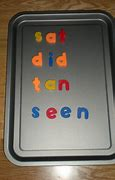 sat
did
tan
seen